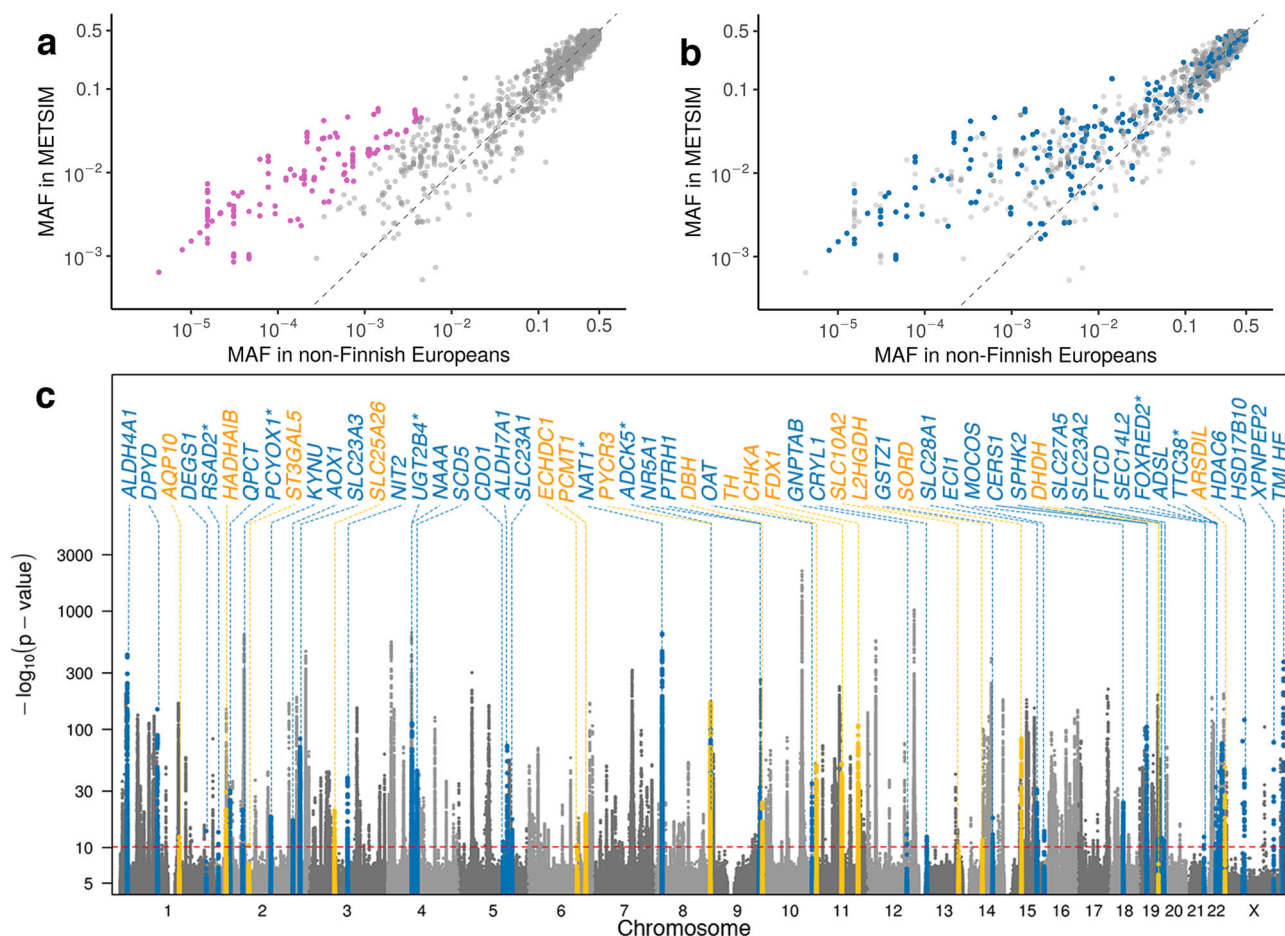 a
b
MAF in METSIM
0.5
0.1
10⁻²
10⁻³
10⁻⁵
10⁻⁴
10⁻³
10⁻²
0.1
0.5
MAF in non-Finnish Europeans
MAF in METSIM
0.5
0.1
10⁻²
10⁻³
10⁻⁵
10⁻⁴
10⁻³
10⁻²
0.1
0.5
MAF in non-Finnish Europeans
c
ALDH4A1
DPYD
AQP10
DEGS1
RSAD2*
HADHAIB
QPCT
PCYOX1*
ST3GAL5
KYNU
AOX1
SLC23A3
SLC25A26
NIT2
UGT2B4*
NAAA
SCD5
CDO1
ALDH17A1
SLC23A1
ECHDC1
PCMT1
NAT1*
PYCR3
ADCK5*
NR5A1
PTRH1
DBH
OAT
TH
CHKA
FDX1
GNPTAB
CRYL1
SLC10A2
L2HGDH
GSTZ1
SORD
SLC28A1
ECI1
MOCOS
CERS1
SPHK2
DHDH
SLC27A5
SLC23A2
FTCD
SEC14L2
FOXRED2*
ADSL
TTC38*
ARSDIL
HDAC6
HSD17B10
XPNPEP2
TMLHE
−log₁₀(p − value)
3000
1000
300
100
30
10
5
1 2 3 4 5 6 7 8 9 10 11 12 13 14 15 16 17 18 19 20 21 22 X
Chromosome